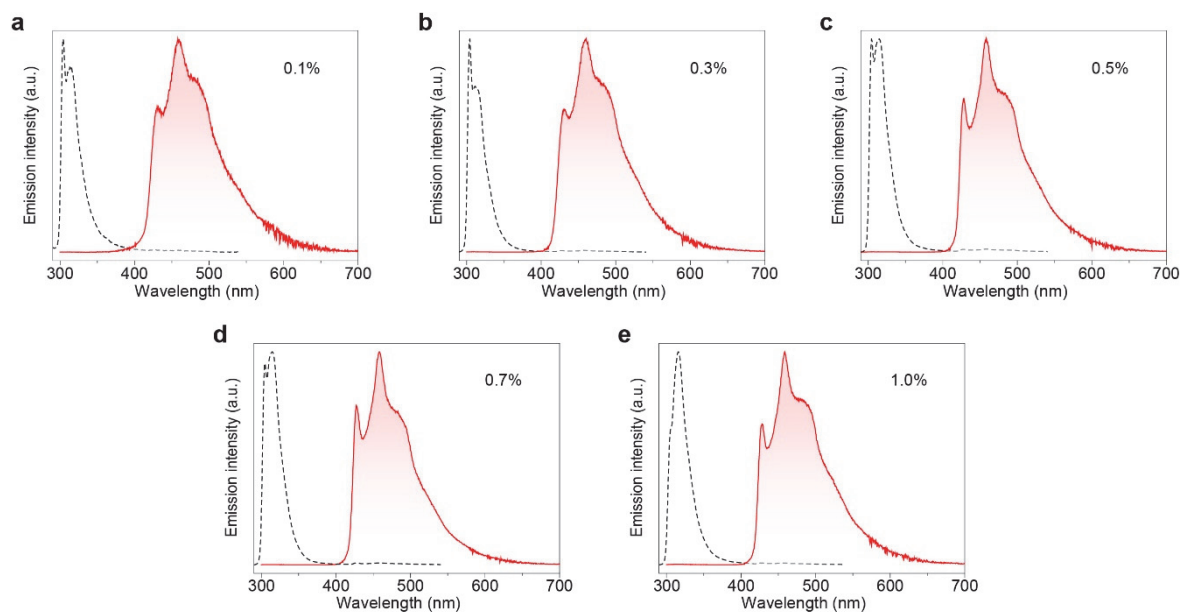 a
0.1%
Emission intensity (a.u.)
300 400 500 600 700
Wavelength (nm)
b
0.3%
Emission intensity (a.u.)
300 400 500 600 700
Wavelength (nm)
c
0.5%
Emission intensity (a.u.)
300 400 500 600 700
Wavelength (nm)
d
0.7%
Emission intensity (a.u.)
300 400 500 600 700
Wavelength (nm)
e
1.0%
Emission intensity (a.u.)
300 400 500 600 700
Wavelength (nm)